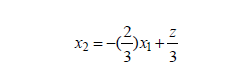 x₂ = −(2/3)x₁ + z/3